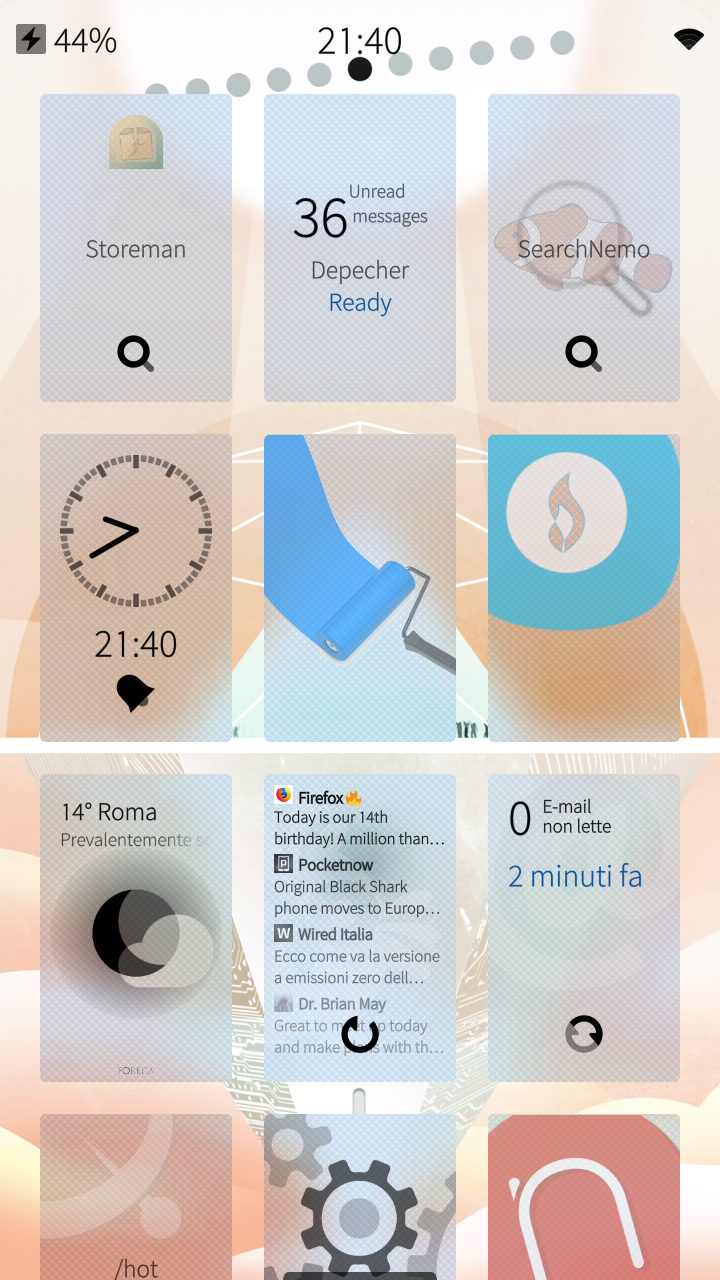 44%
21:40
Storeman
36 Unread
messages
Depecher
Ready
SearchNemo
21:40
14° Roma
Prevalentemente
Firefox🔥
Today is our 14th
birthday! A million than…
Pocketnow
Original Black Shark
phone moves to Europ…
W Wired Italia
Ecco come va la versione
a emissioni zero dell…
Dr. Brian May
Great to meet up today
and make plans with th…
0 E-mail
non lette
2 minuti fa
FORECA
/hot